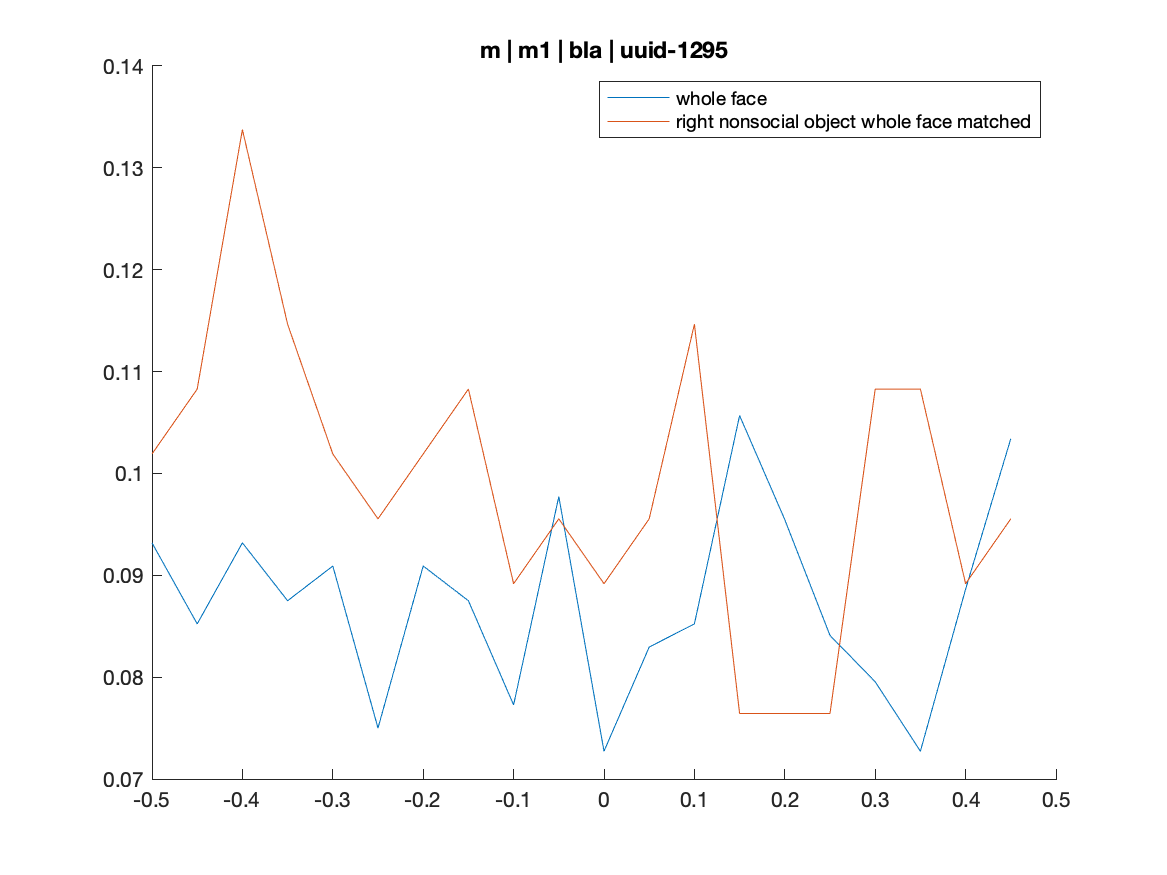 m | m1 | bla | uuid-1295
whole face
right nonsocial object whole face matched
0.14
0.13
0.12
0.11
0.1
0.09
0.08
0.07
-0.5 -0.4 -0.3 -0.2 -0.1 0 0.1 0.2 0.3 0.4 0.5